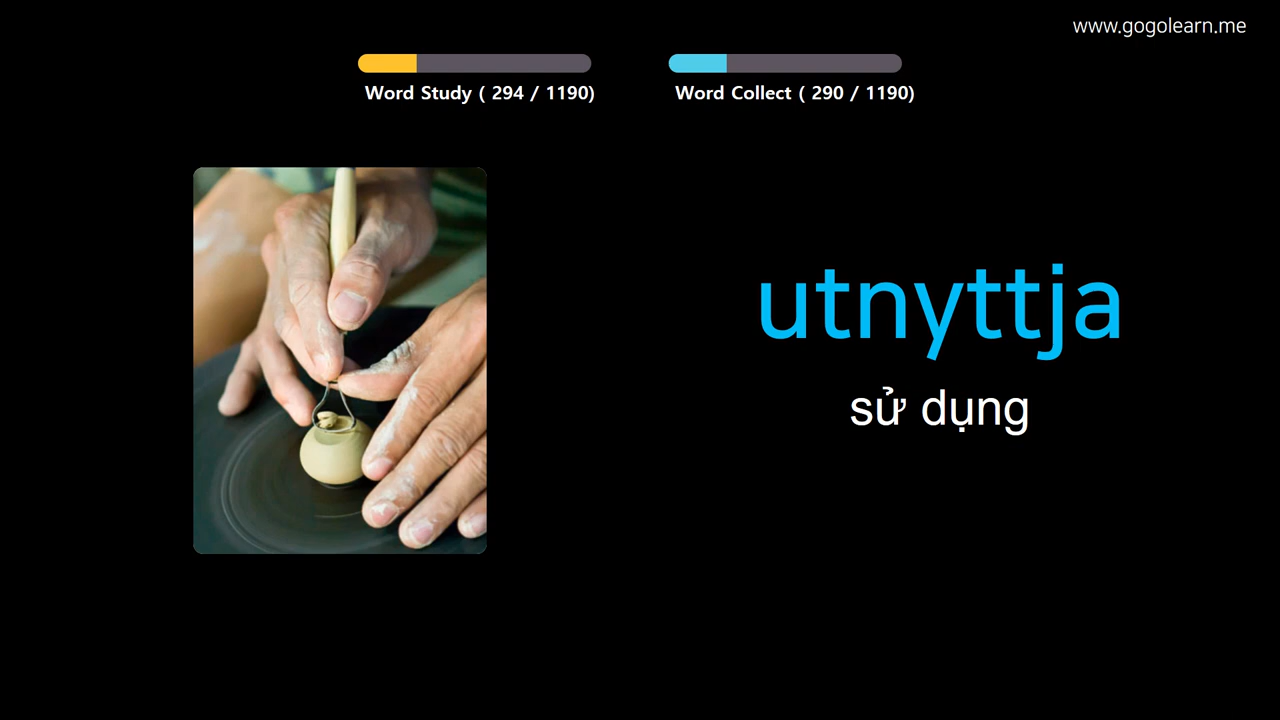 www.gogolearn.me
Word Study ( 294 / 1190)
Word Collect ( 290 / 1190)
utnyttja
sử dụng